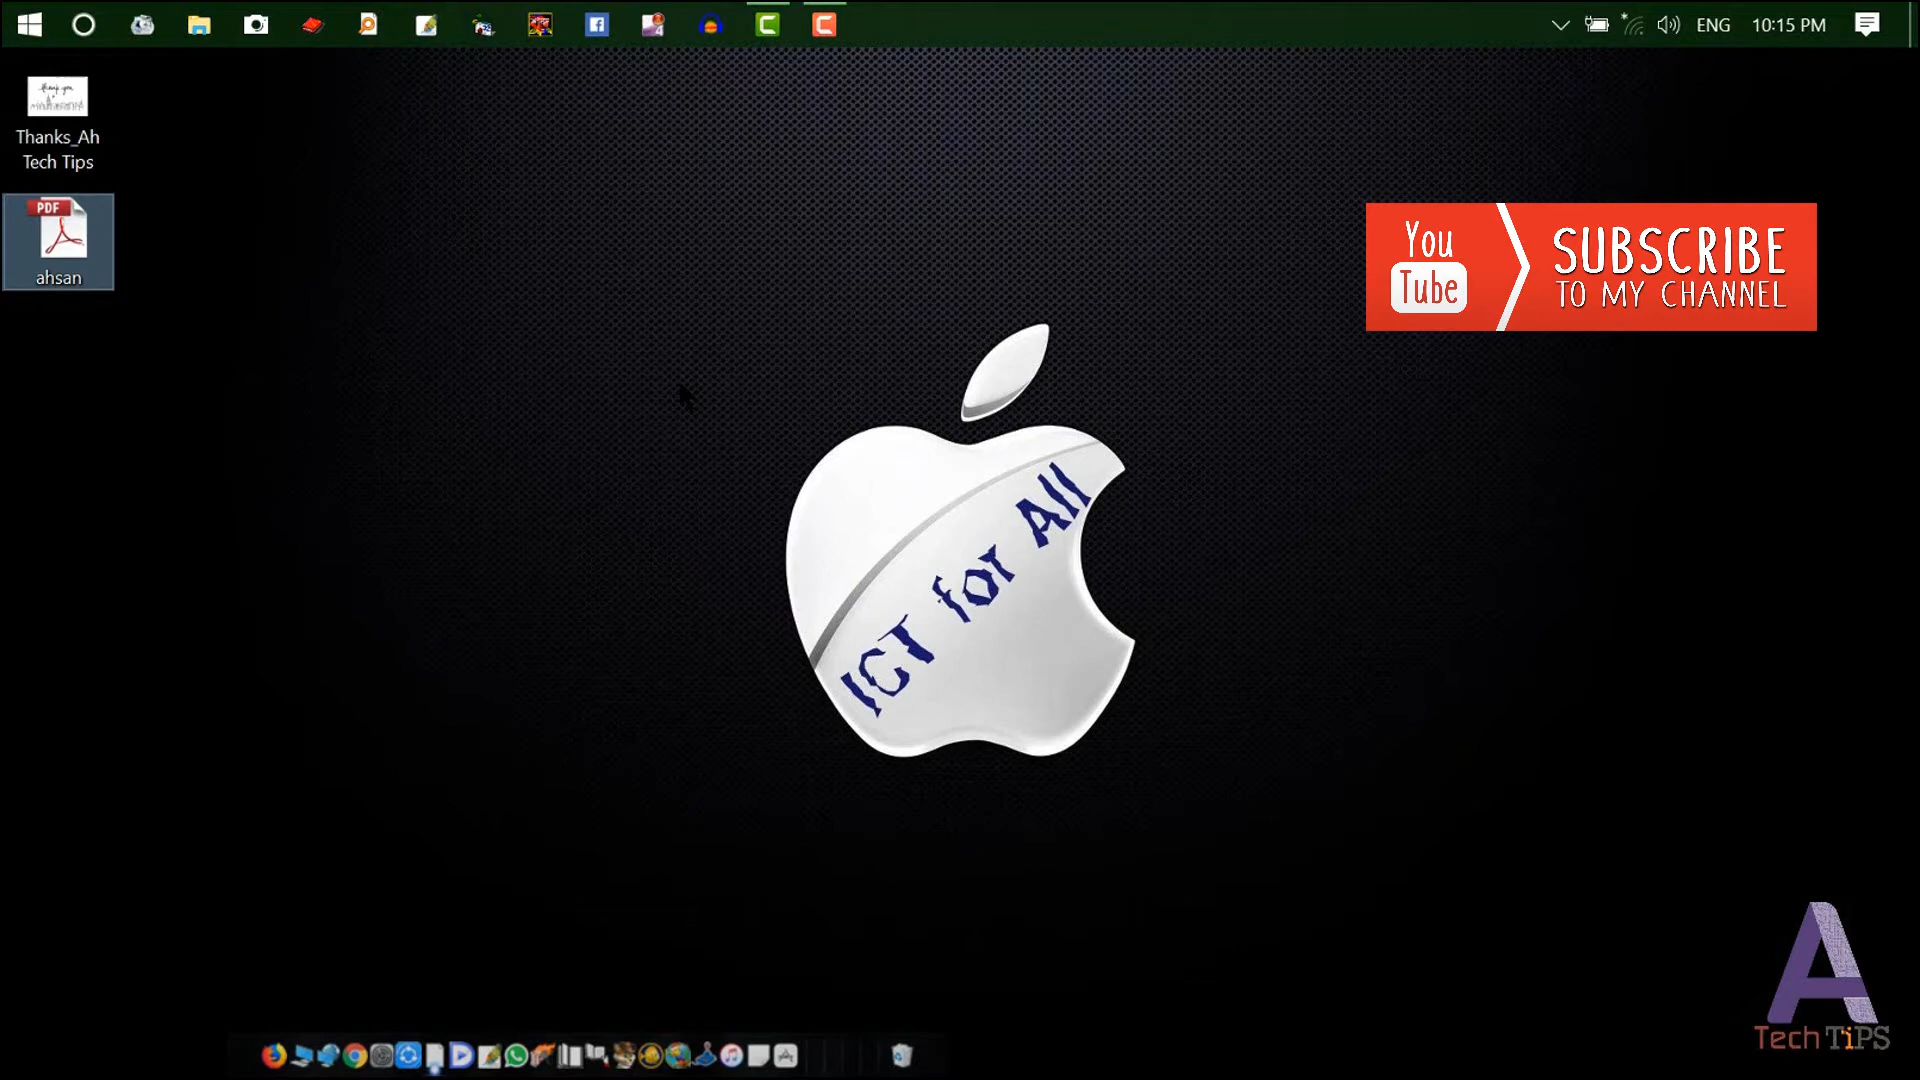 ENG
10:15 PM
Thanks_Ah
Tech Tips
PDF
ahsan
You
Tube
SUBSCRIBE
TO MY CHANNEL
ICT for All
A
Tech TiPS